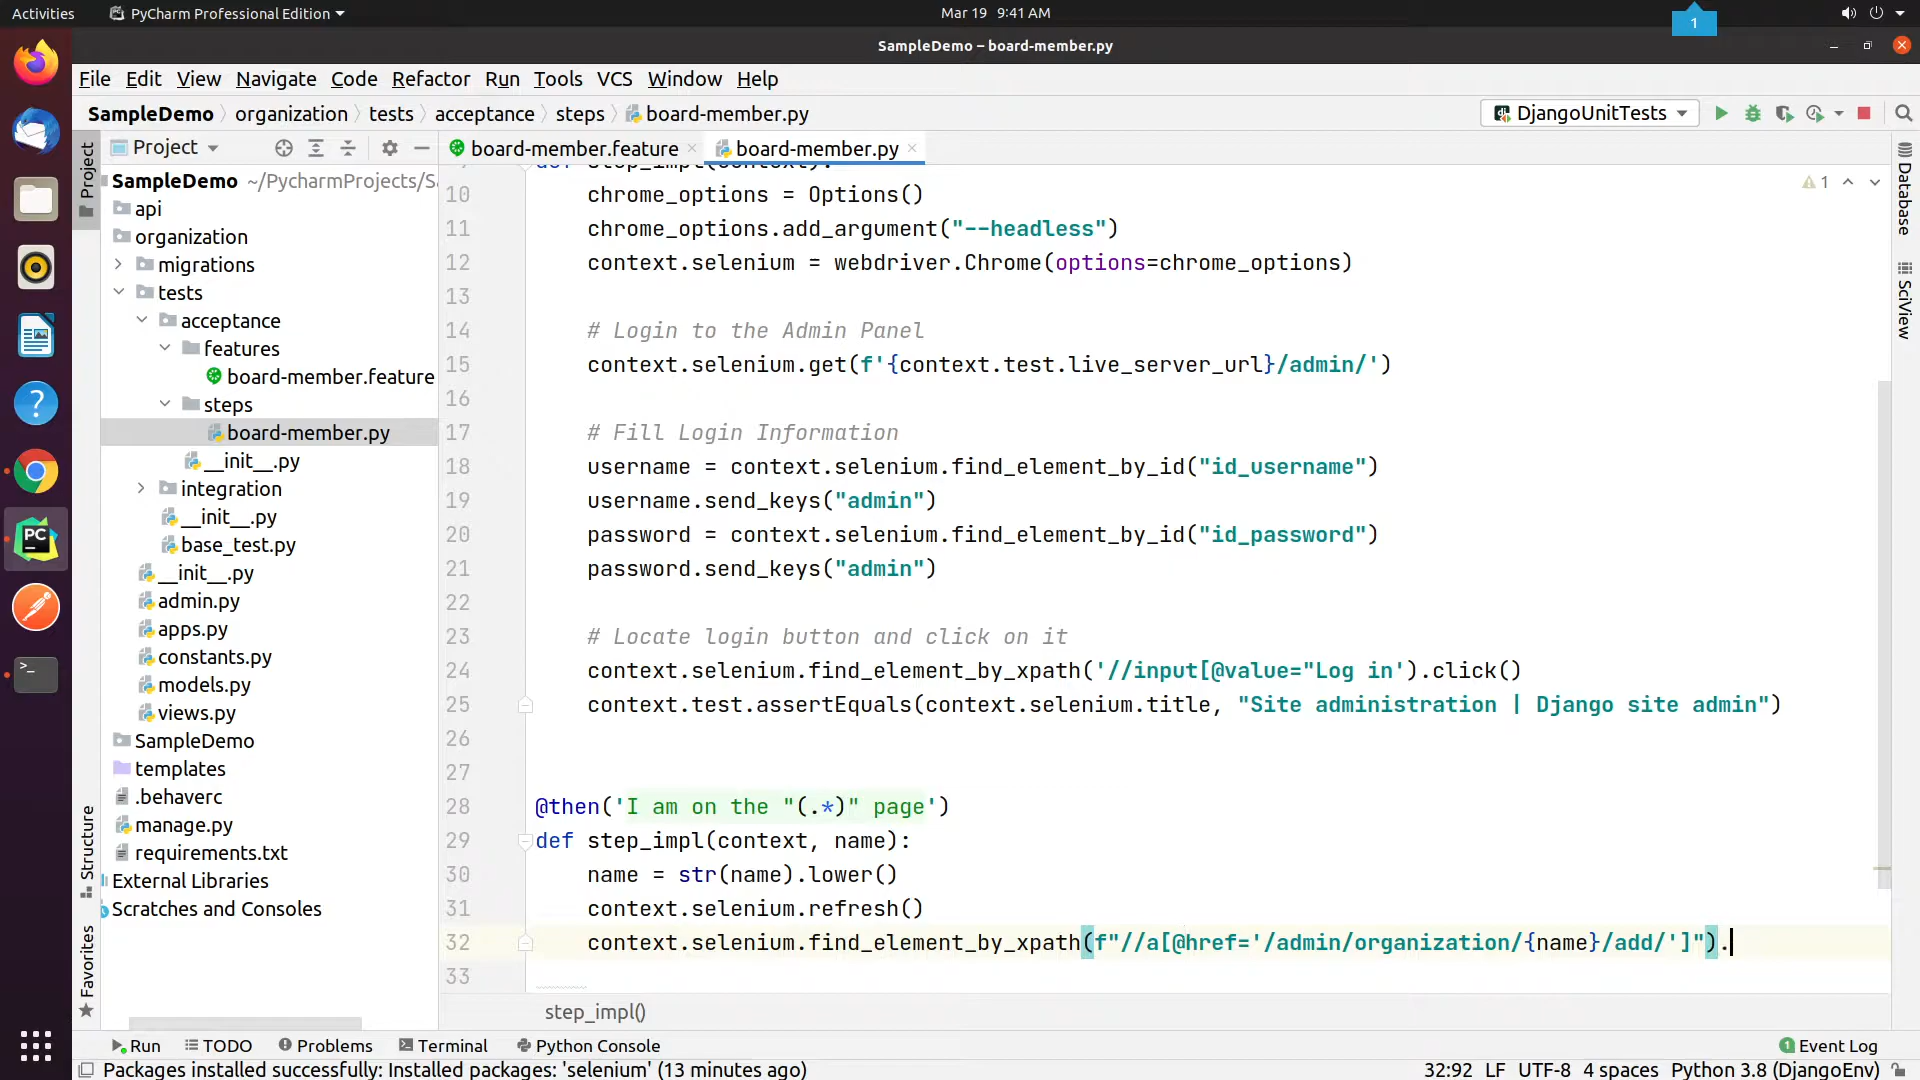 Activities
PyCharm Professional Edition
Mar 19 9:41 AM
1
SampleDemo – board-member.py
File Edit View Navigate Code Refactor Run Tools VCS Window Help
SampleDemo organization tests acceptance steps board-member.py
DjangoUnitTests
Project
board-member.feature
board-member.py
Project
Structure
Favorites
SampleDemo ~/PycharmProjects/S
api
organization
migrations
tests
acceptance
features
board-member.feature
steps
board-member.py
__init__.py
integration
__init__.py
base_test.py
__init__.py
admin.py
apps.py
constants.py
models.py
views.py
SampleDemo
templates
.behaverc
manage.py
requirements.txt
External Libraries
Scratches and Consoles
def step_impl(context):
10 chrome_options = Options()
11 chrome_options.add_argument("--headless")
12 context.selenium = webdriver.Chrome(options=chrome_options)
13
14 # Login to the Admin Panel
15 context.selenium.get(f'{context.test.live_server_url}/admin/')
16
17 # Fill Login Information
18 username = context.selenium.find_element_by_id("id_username")
19 username.send_keys("admin")
20 password = context.selenium.find_element_by_id("id_password")
21 password.send_keys("admin")
22
23 # Locate login button and click on it
24 context.selenium.find_element_by_xpath('//input[@value="Log in').click()
25 context.test.assertEquals(context.selenium.title, "Site administration | Django site admin")
26
27
28 @then('I am on the "(.*)" page')
29 def step_impl(context, name):
30 name = str(name).lower()
31 context.selenium.refresh()
32 context.selenium.find_element_by_xpath(f"//a[@href='/admin/organization/{name}/add/']").
33
1
Database
SciView
step_impl()
Run
TODO
Problems
Terminal
Python Console
1 Event Log
Packages installed successfully: Installed packages: 'selenium' (13 minutes ago)
32:92 LF UTF-8 4 spaces Python 3.8 (DjangoEnv)